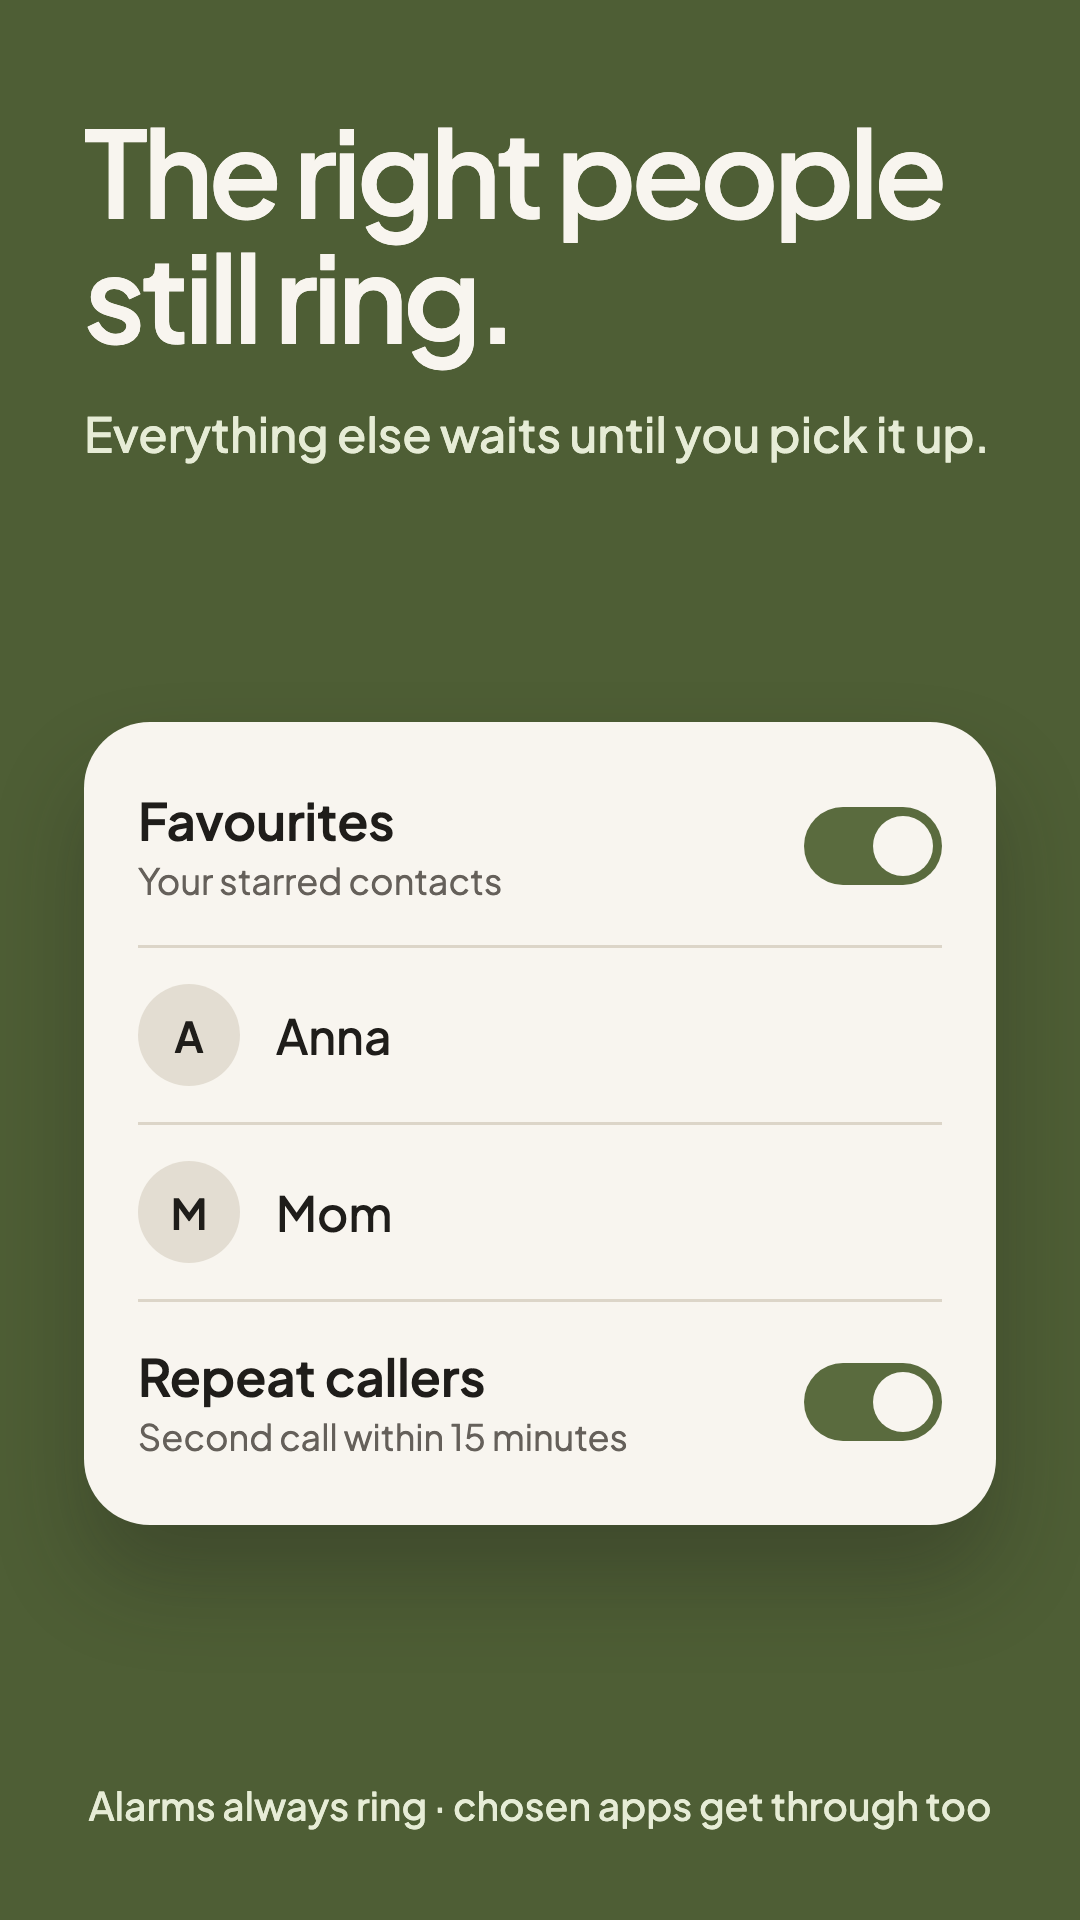 The right people
still ring.
Everything else waits until you pick it up.
Favourites
Your starred contacts
A
Anna
M
Mom
Repeat callers
Second call within 15 minutes
Alarms always ring · chosen apps get through too